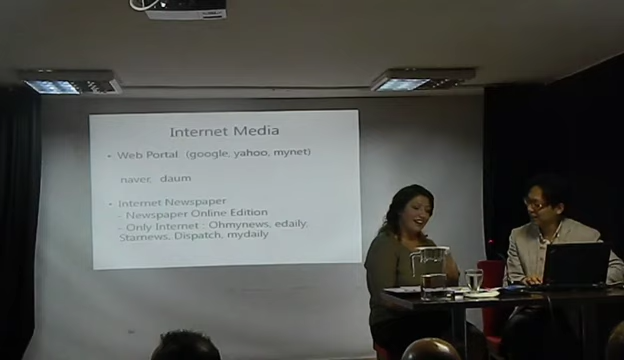 Internet Media
• Web Portal (google, yahoo, mynet)
naver, daum
• Internet Newspaper
- Newspaper Online Edition
- Only Internet : Ohmynews, edaily,
Starnews, Dispatch, mydaily